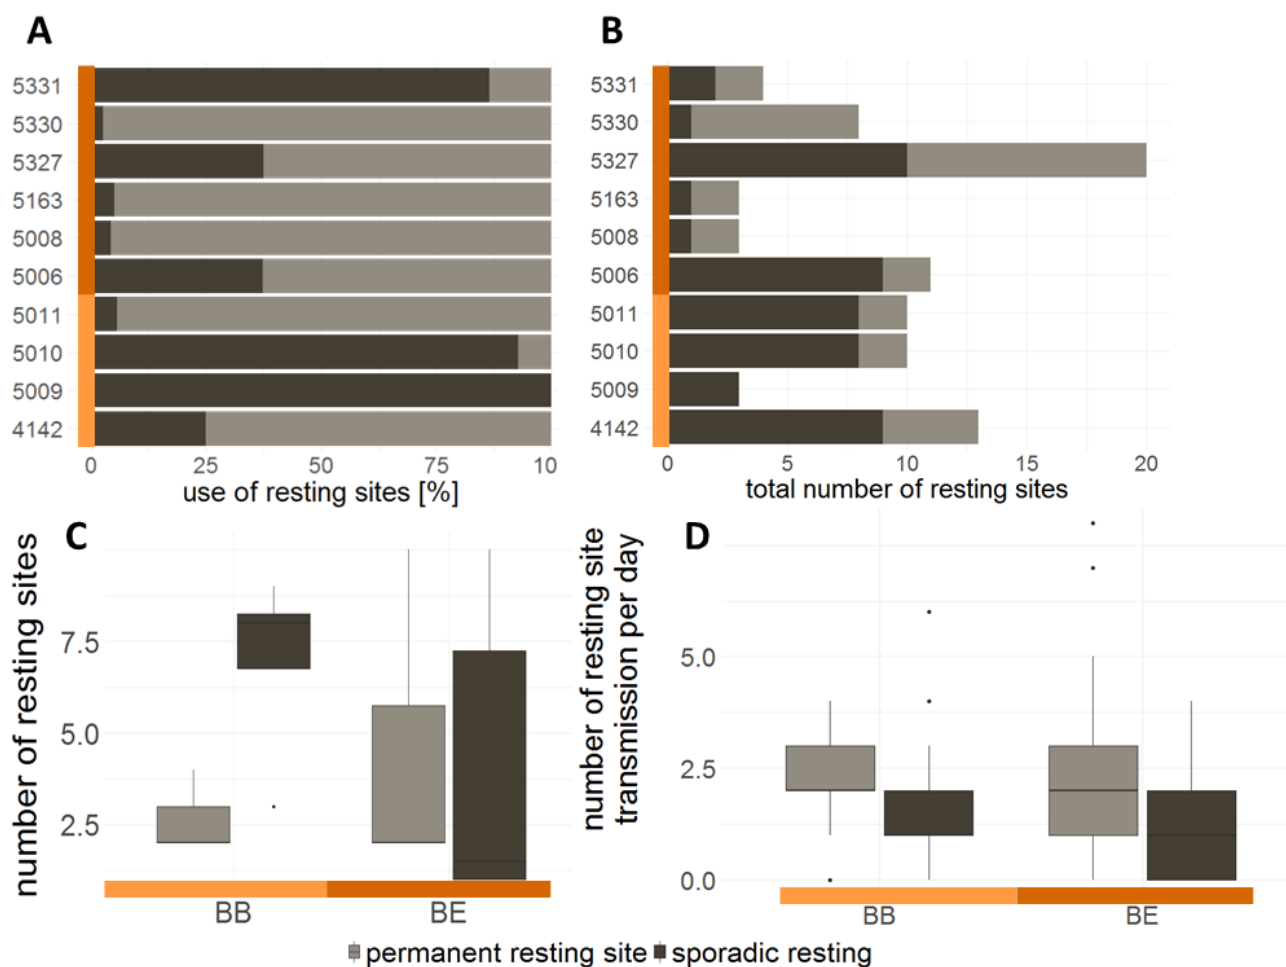 A
5331
5330
5327
5163
5008
5006
5011
5010
5009
4142
0 25 50 75 10
use of resting sites [%]
B
5331
5330
5327
5163
5008
5006
5011
5010
5009
4142
0 5 10 15 20
total number of resting sites
C
number of resting sites
7.5
5.0
2.5
BB BE
D
number of resting site
transmission per day
5.0
2.5
0.0
BB BE
permanent resting site sporadic resting